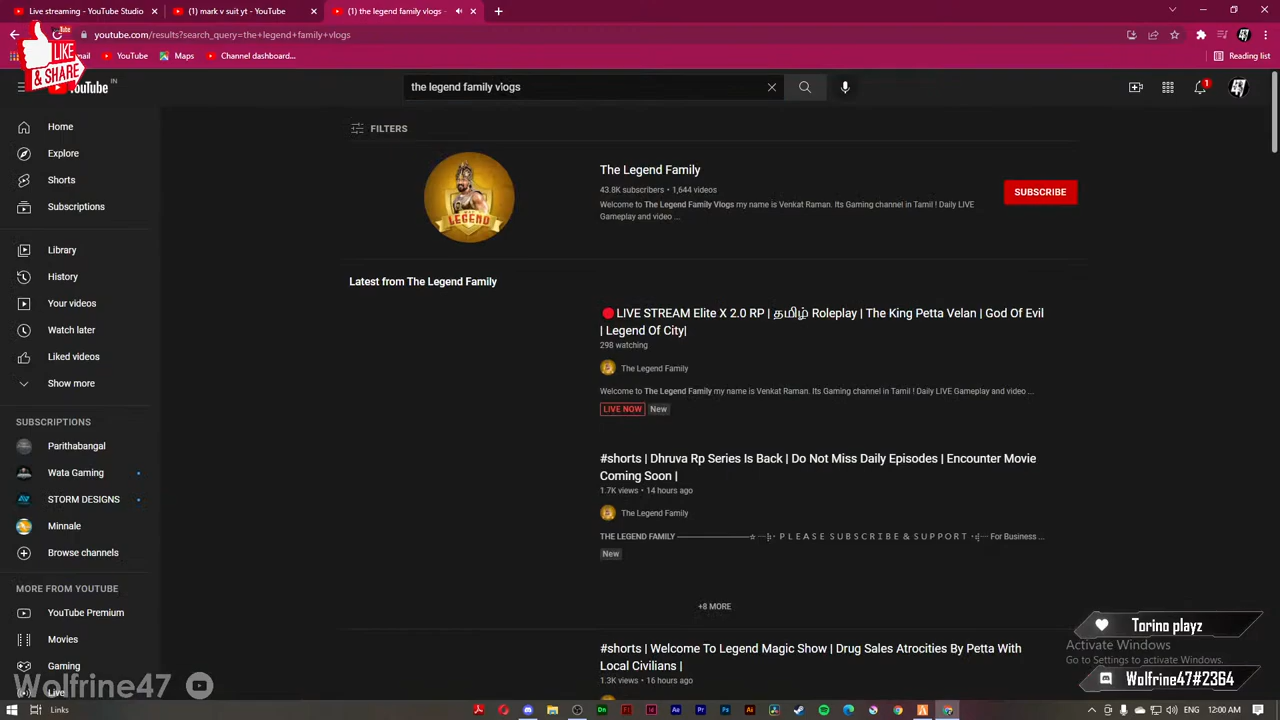 Live streaming - YouTube Studio
(1) mark v suit yt - YouTube
(1) the legend family vlogs -
youtube.com/results?search_query=the+legend+family+vlogs
YouTube
Maps
Channel dashboard...
Reading list
LIKE
& SHARE
YouTube
IN
the legend family vlogs
1
Home
Explore
Shorts
Subscriptions
Library
History
Your videos
Watch later
Liked videos
Show more
SUBSCRIPTIONS
Parithabangal
Wata Gaming
STORM DESIGNS
Minnale
Browse channels
MORE FROM YOUTUBE
YouTube Premium
Movies
Gaming
Live
FILTERS
LEGEND
The Legend Family
43.8K subscribers • 1,644 videos
Welcome to The Legend Family Vlogs my name is Venkat Raman. Its Gaming channel in Tamil ! Daily LIVE
Gameplay and video ...
SUBSCRIBE
Latest from The Legend Family
LIVE STREAM Elite X 2.0 RP | தமிழ் Roleplay | The King Petta Velan | God Of Evil
| Legend Of City|
298 watching
The Legend Family
Welcome to The Legend Family my name is Venkat Raman. Its Gaming channel in Tamil ! Daily LIVE Gameplay and video ...
LIVE NOW New
#shorts | Dhruva Rp Series Is Back | Do Not Miss Daily Episodes | Encounter Movie
Coming Soon |
1.7K views • 14 hours ago
The Legend Family
THE LEGEND FAMILY ——————— P L E A S E S U B S C R I B E & S U P P O R T For Business ...
New
+8 MORE
#shorts | Welcome To Legend Magic Show | Drug Sales Atrocities By Petta With
Local Civilians |
1.3K views • 16 hours ago
Torino playz
Activate Windows
Go to Settings to activate Windows.
Wolfrine47#2364
Wolfrine47
Links
12:00 AM